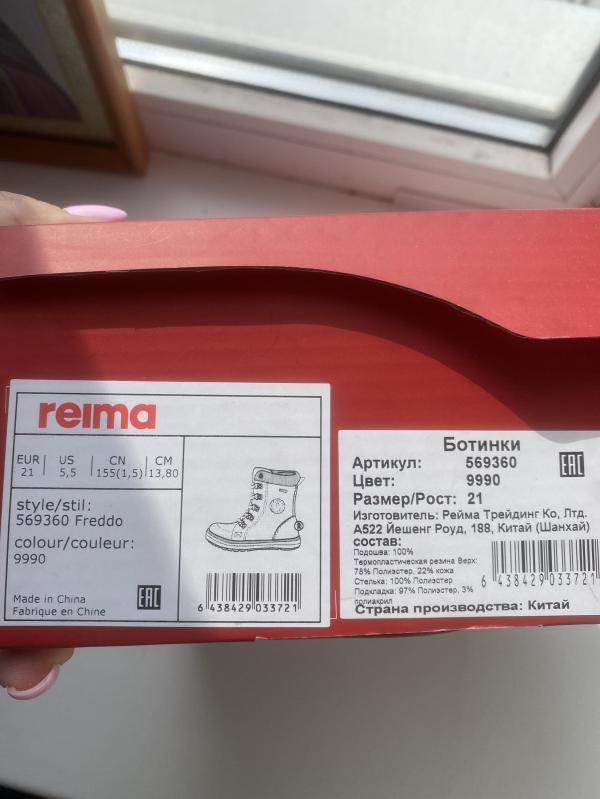 reima
EUR US CN CM
21 5,5 155(1,5) 13,80
style/stil:
569360 Freddo
colour/couleur:
9990
Made in China
Fabrique en Chine
EAC
6 438429 033721
Ботинки
Артикул: 569360
Цвет: 9990
Размер/Рост: 21
EAC
Изготовитель: Рейма Трейдинг Ко, Лтд.
А522 Йешенг Роуд, 188, Китай (Шанхай)
состав:
Подошва: 100%
Термопластическая резина Верх:
78% Полиэстер, 22% кожа
Стелька: 100% Полиэстер
Подкладка: 97% Полиэстер, 3%
полиакрил
6 438429 033721
Страна производства: Китай